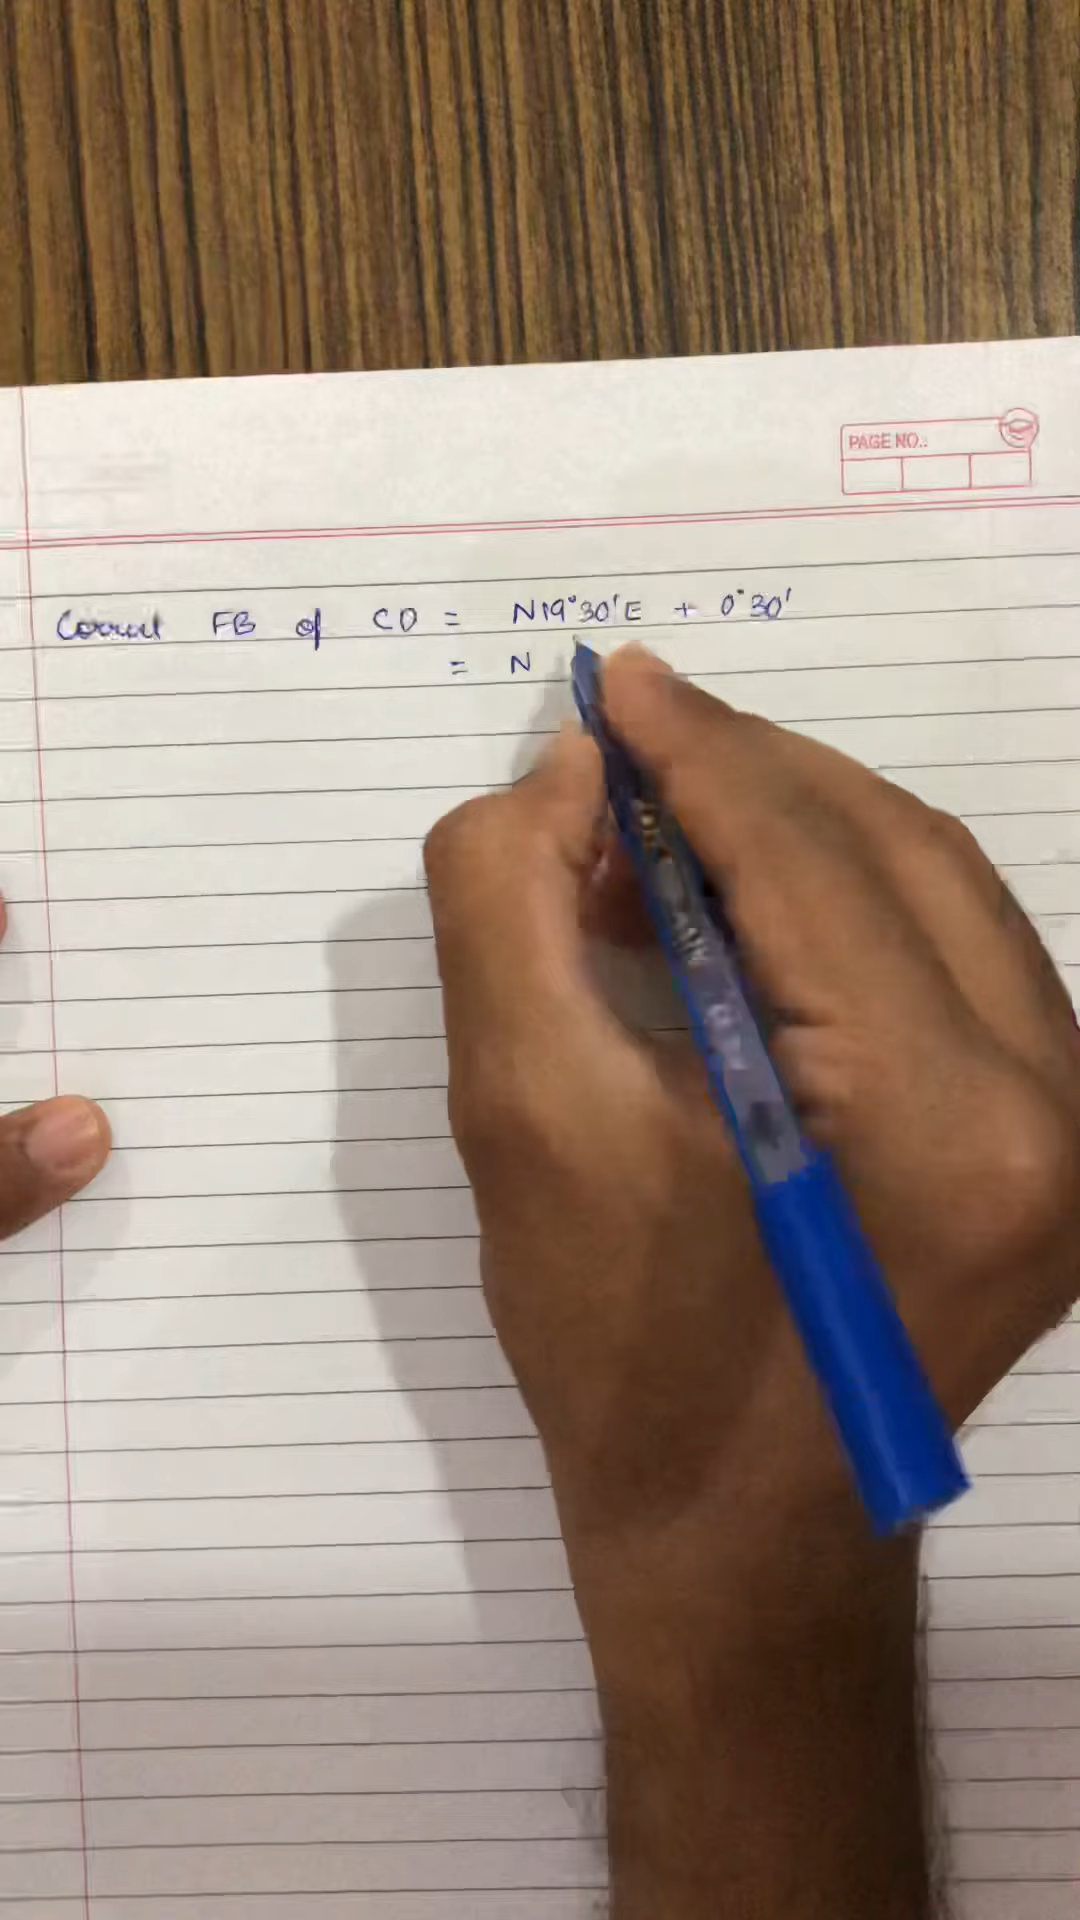 PAGE NO.:
Correct FB of CD = N19°30'E + 0°30'
= N